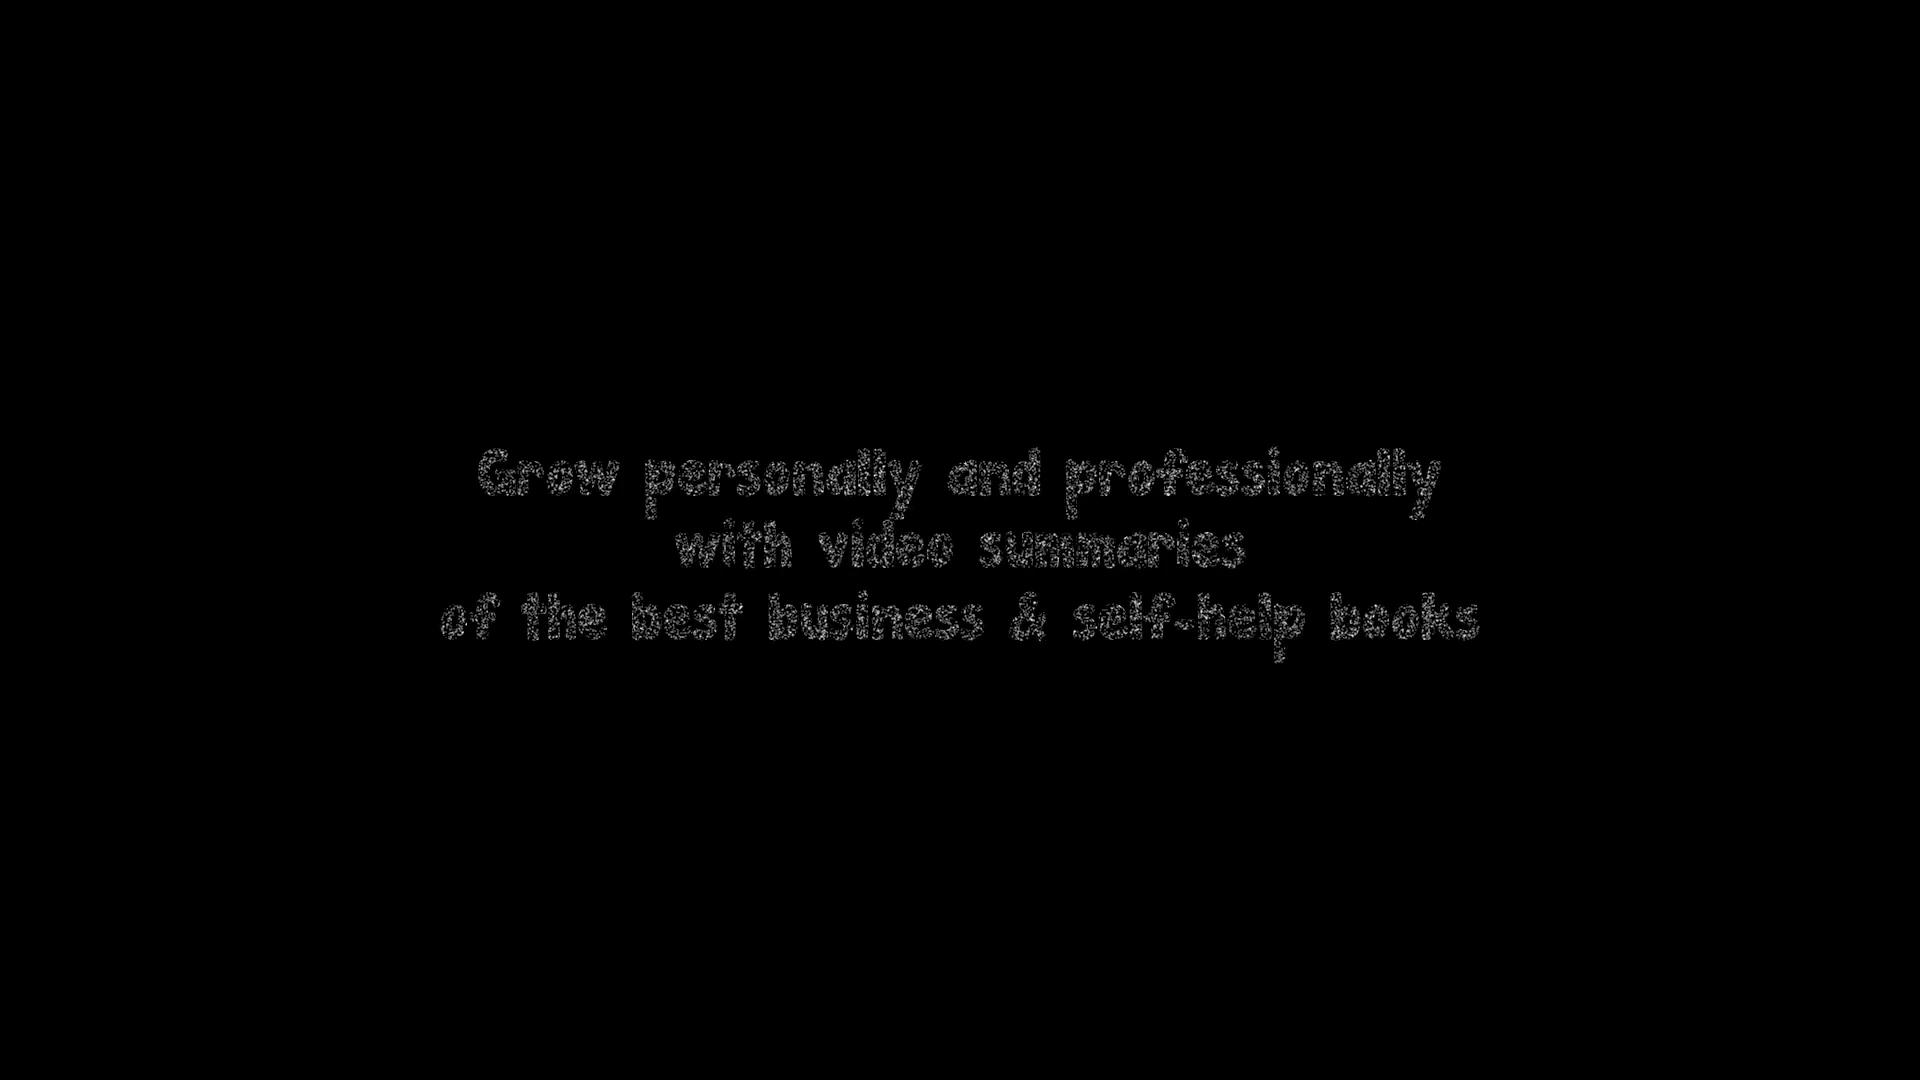 Grow personally and professionally
with video summaries
of the best business & self-help books